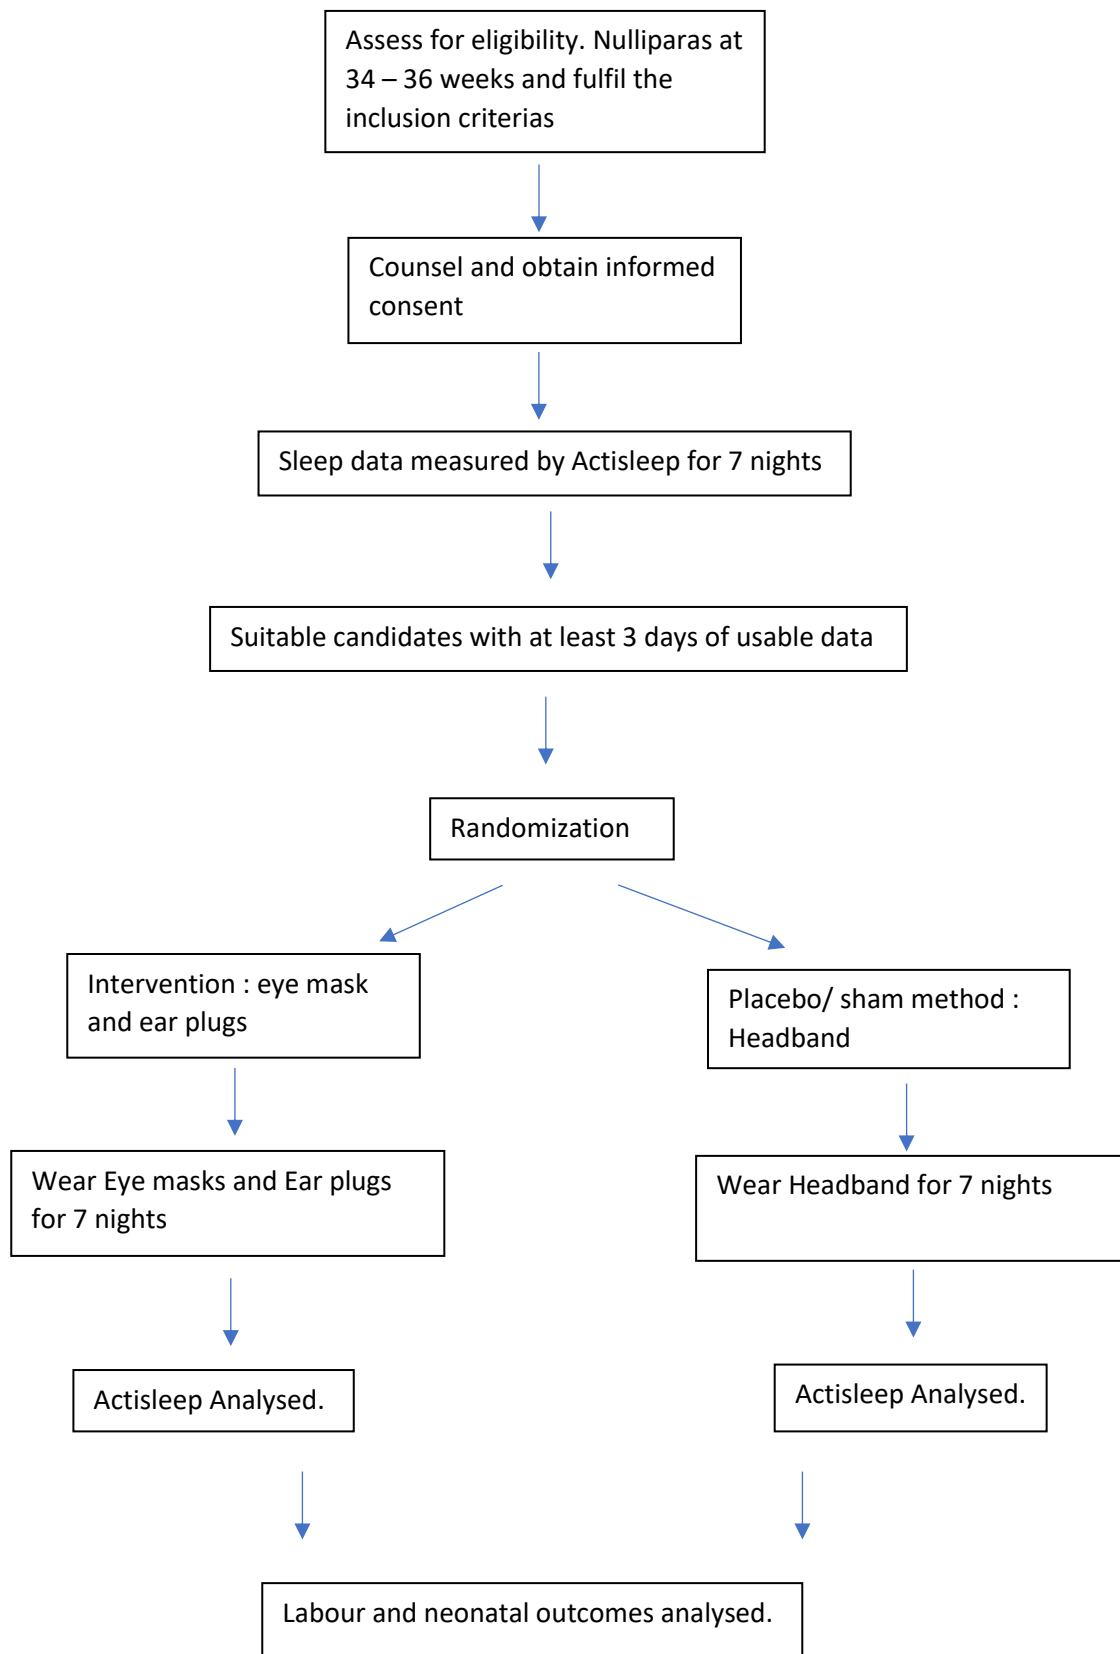 Assess for eligibility. Nulliparas at
34 – 36 weeks and fulfil the
inclusion criterias
Counsel and obtain informed
consent
Sleep data measured by Actisleep for 7 nights
Suitable candidates with at least 3 days of usable data
Randomization
Intervention : eye mask
and ear plugs
Placebo/ sham method :
Headband
Wear Eye masks and Ear plugs
for 7 nights
Wear Headband for 7 nights
Actisleep Analysed.
Actisleep Analysed.
Labour and neonatal outcomes analysed.